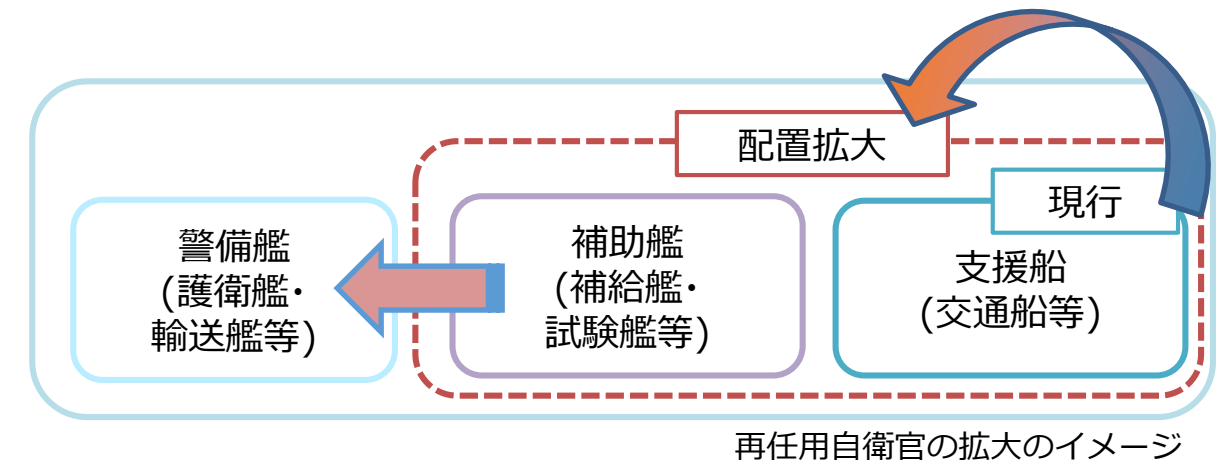 配置拡大
現行
警備艦
(護衛艦・
輸送艦等)
補助艦
(補給艦・
試験艦等)
支援船
(交通船等)
再任用自衛官の拡大のイメージ